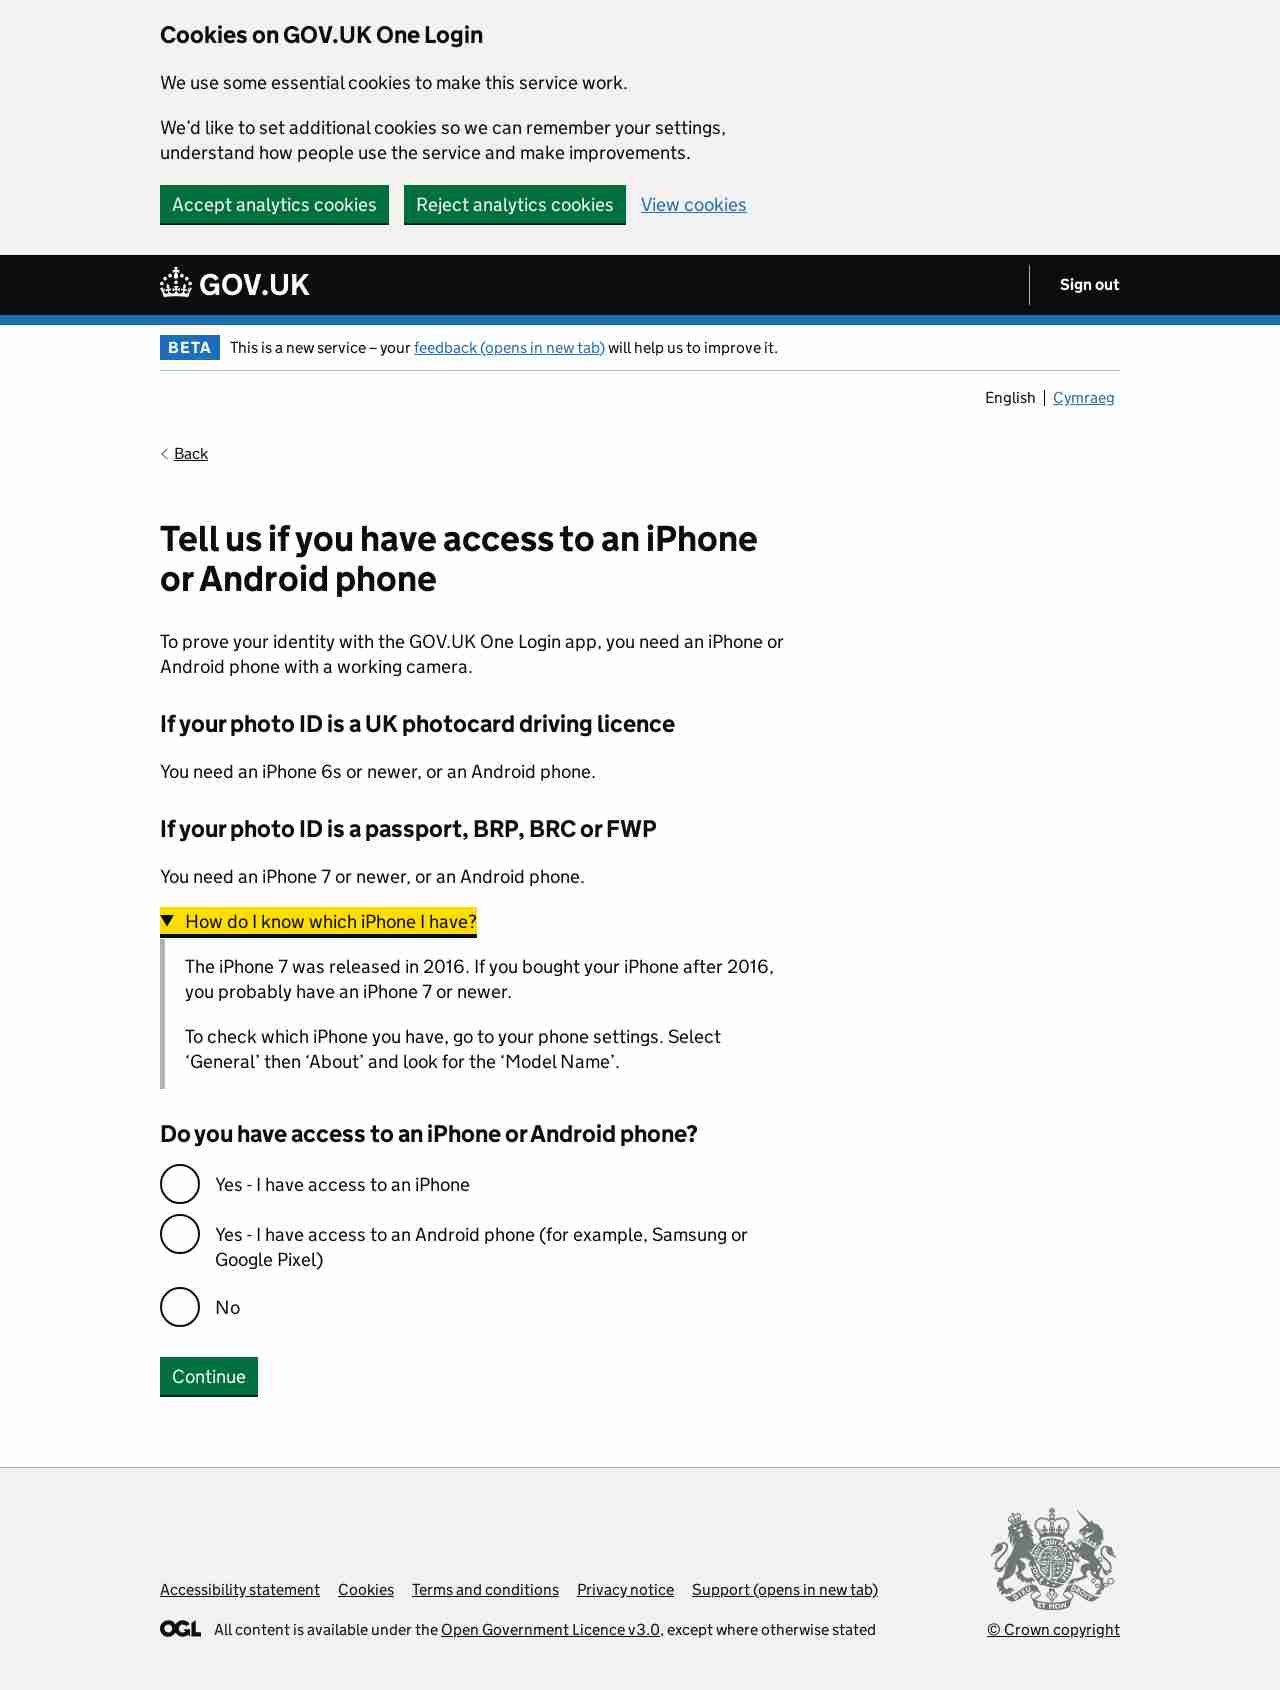 Cookies on GOV.UK One Login
We use some essential cookies to make this service work.
We’d like to set additional cookies so we can remember your settings,
understand how people use the service and make improvements.
Accept analytics cookies Reject analytics cookies View cookies
GOV.UK Sign out
BETA This is a new service – your feedback (opens in new tab) will help us to improve it.
English Cymraeg
Back
Tell us if you have access to an iPhone
or Android phone
To prove your identity with the GOV.UK One Login app, you need an iPhone or
Android phone with a working camera.
If your photo ID is a UK photocard driving licence
You need an iPhone 6s or newer, or an Android phone.
If your photo ID is a passport, BRP, BRC or FWP
You need an iPhone 7 or newer, or an Android phone.
How do I know which iPhone I have?
The iPhone 7 was released in 2016. If you bought your iPhone after 2016,
you probably have an iPhone 7 or newer.
To check which iPhone you have, go to your phone settings. Select
‘General’ then ‘About’ and look for the ‘Model Name’.
Do you have access to an iPhone or Android phone?
Yes - I have access to an iPhone
Yes - I have access to an Android phone (for example, Samsung or
Google Pixel)
No
Continue
Accessibility statement Cookies Terms and conditions Privacy notice Support (opens in new tab)
OGL All content is available under the Open Government Licence v3.0, except where otherwise stated
© Crown copyright